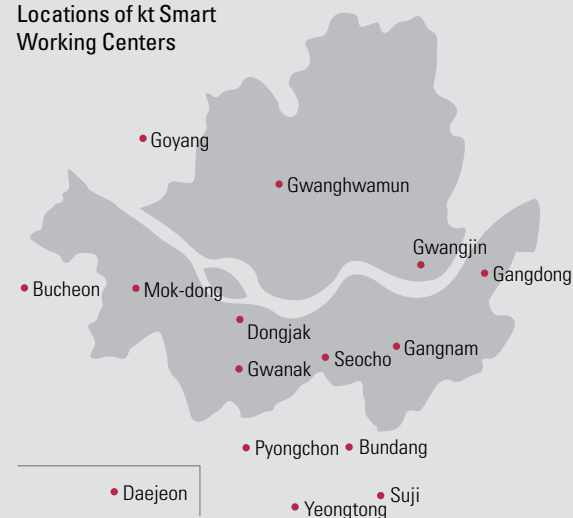 Locations of kt Smart
Working Centers
Goyang
Gwanghwamun
Gwangjin
Gangdong
Bucheon
Mok-dong
Dongjak
Gwanak
Seocho
Gangnam
Pyongchon
Bundang
Daejeon
Suji
Yeongtong